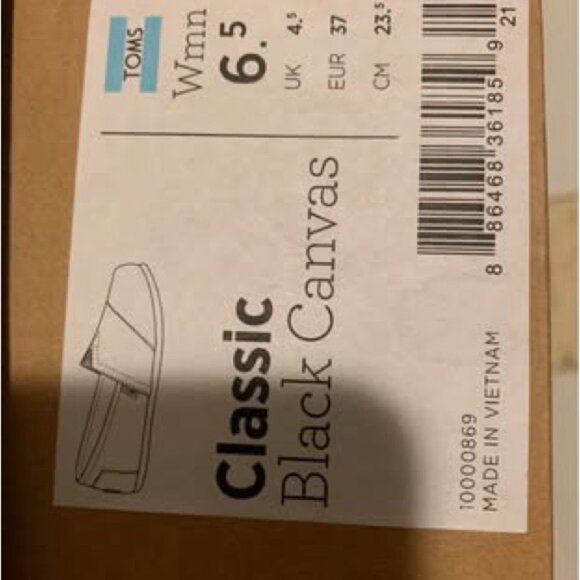 TOMS
Wmn
6.5
UK 4.5
EUR 37
CM 23.5
Classic
Black Canvas
10000869
MADE IN VIETNAM
8 86468 36185 9
21